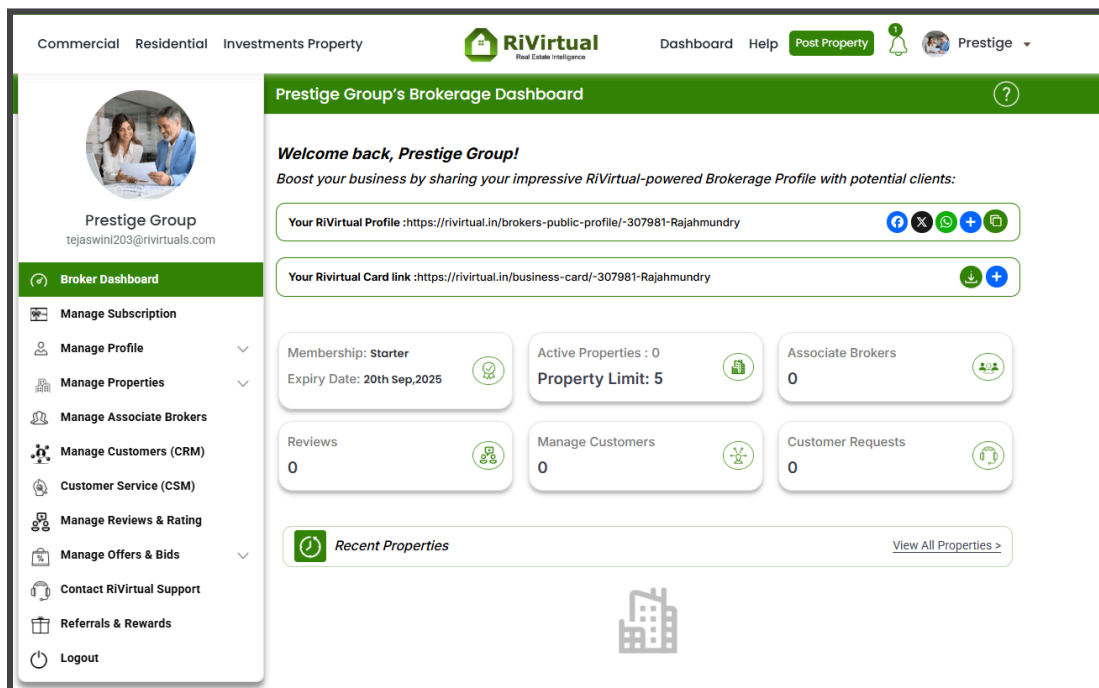 Commercial Residential Investments Property
RiVirtual
Real Estate Intelligence
Dashboard Help Post Property 1 Prestige
Prestige Group's Brokerage Dashboard ?
Prestige Group
tejaswini203@rivirtuals.com
Broker Dashboard
Manage Subscription
Manage Profile
Manage Properties
Manage Associate Brokers
Manage Customers (CRM)
Customer Service (CSM)
Manage Reviews & Rating
Manage Offers & Bids
Contact RiVirtual Support
Referrals & Rewards
Logout
Welcome back, Prestige Group!
Boost your business by sharing your impressive RiVirtual-powered Brokerage Profile with potential clients:
Your RiVirtual Profile :https://rivirtual.in/brokers-public-profile/-307981-Rajahmundry
Your Rivirtual Card link :https://rivirtual.in/business-card/-307981-Rajahmundry
Membership: Starter
Expiry Date: 20th Sep,2025
Active Properties : 0
Property Limit: 5
Associate Brokers
0
Reviews
0
Manage Customers
0
Customer Requests
0
Recent Properties
View All Properties >